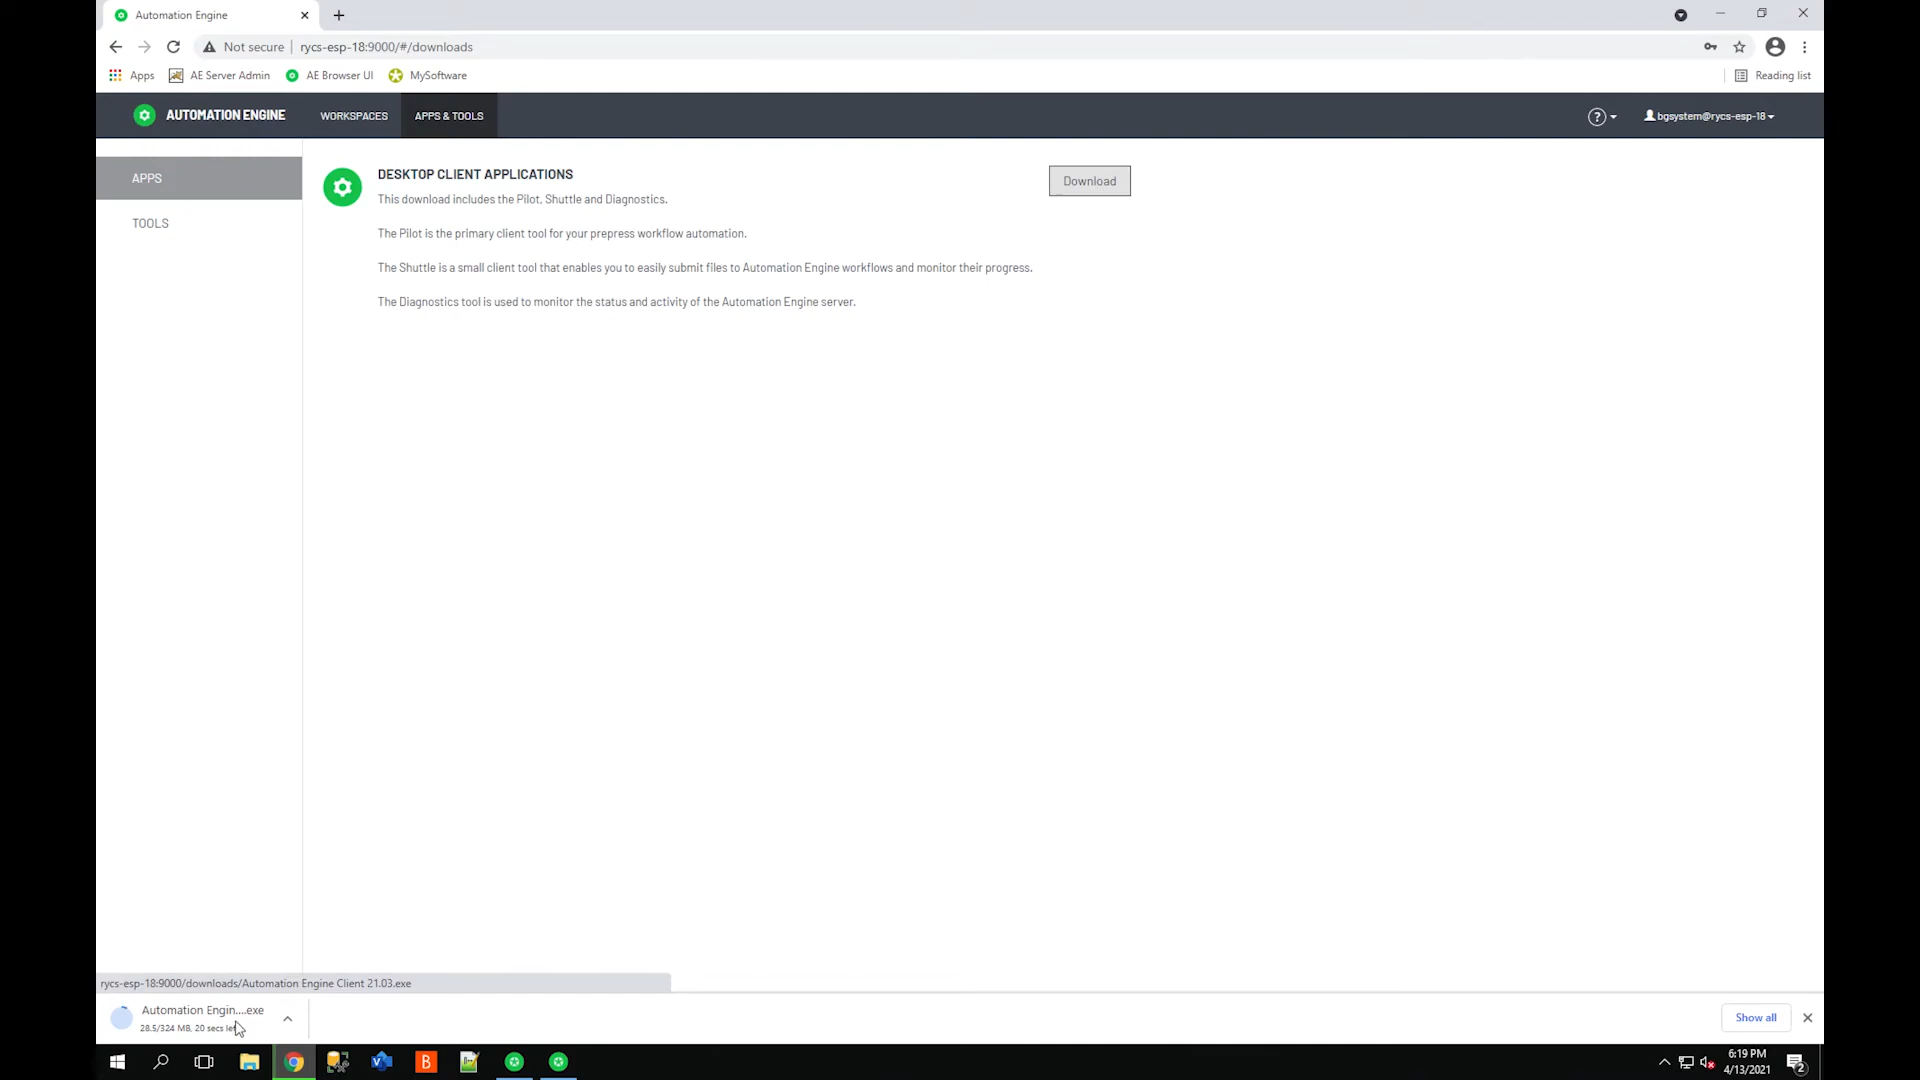 Automation Engine
Not secure
rycs-esp-18:9000/#/downloads
Apps
AE Server Admin
AE Browser UI
MySoftware
Reading list
AUTOMATION ENGINE
WORKSPACES
APPS & TOOLS
?
bgsystem@rycs-esp-18
APPS
TOOLS
DESKTOP CLIENT APPLICATIONS
Download
This download includes the Pilot, Shuttle and Diagnostics.
The Pilot is the primary client tool for your prepress workflow automation.
The Shuttle is a small client tool that enables you to easily submit files to Automation Engine workflows and monitor their progress.
The Diagnostics tool is used to monitor the status and activity of the Automation Engine server.
rycs-esp-18:9000/downloads/Automation Engine Client 21.03.exe
Automation Engin....exe
28.5/324 MB, 20 secs
Show all
B
6:19 PM
4/13/2021
2